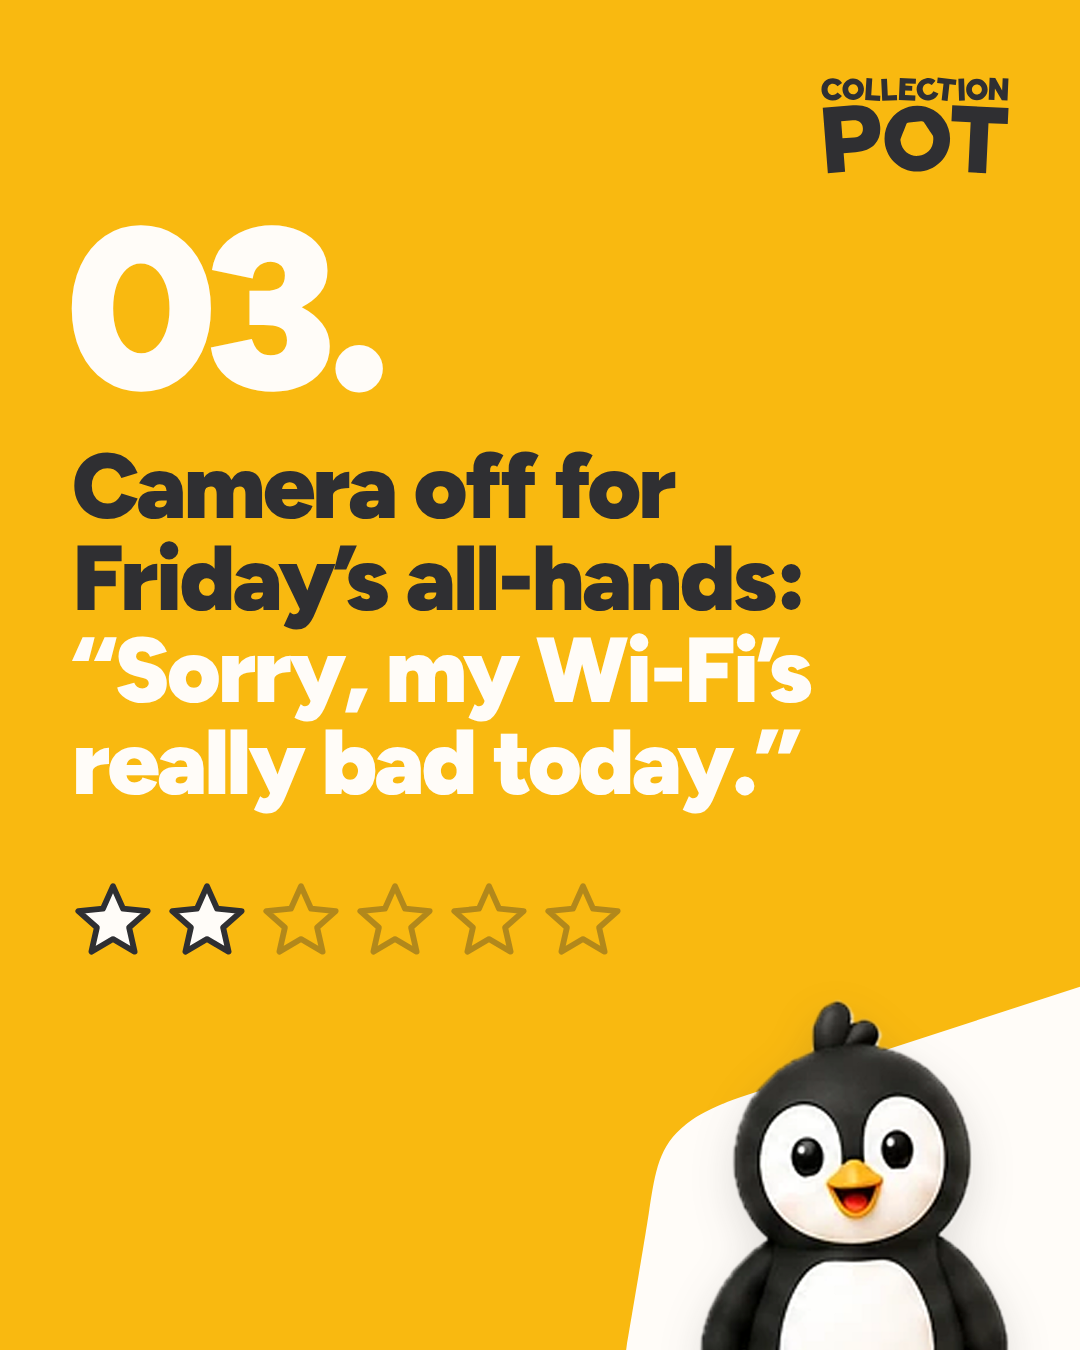 COLLECTION
POT
03.
Camera off for
Friday’s all-hands:
“Sorry, my Wi-Fi’s
really bad today.”